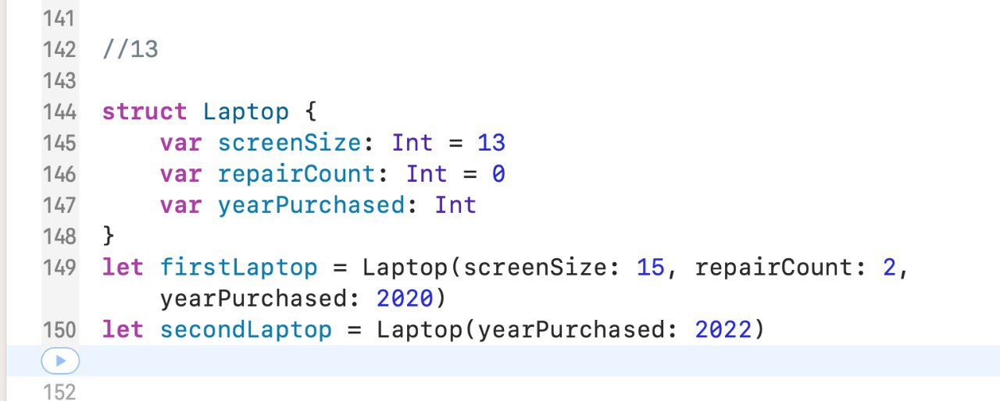 141
142 //13
143
144 struct Laptop {
145 var screenSize: Int = 13
146 var repairCount: Int = 0
147 var yearPurchased: Int
148 }
149 let firstLaptop = Laptop(screenSize: 15, repairCount: 2,
yearPurchased: 2020)
150 let secondLaptop = Laptop(yearPurchased: 2022)
152